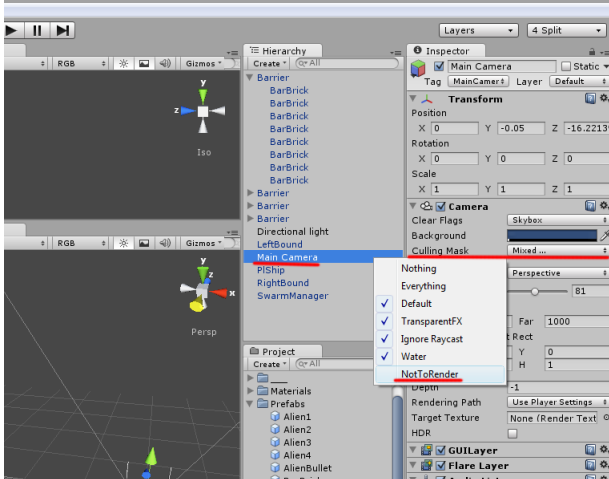 Layers
4 Split
RGB
Gizmos
y
z
Iso
RGB
Gizmos
y
z
x
Persp
Hierarchy
Create
All
Barrier
BarBrick
BarBrick
BarBrick
BarBrick
BarBrick
BarBrick
BarBrick
BarBrick
Barrier
Barrier
Barrier
Directional light
LeftBound
Main Camera
PlShip
RightBound
SwarmManager
Project
Create
All
___
Materials
Prefabs
Alien1
Alien2
Alien3
Alien4
AlienBullet
Inspector
Main Camera
Static
Tag MainCamer Layer Default
Transform
Position
X 0 Y -0.05 Z -16.2213
Rotation
X 0 Y 0 Z 0
Scale
X 1 Y 1 Z 1
Camera
Clear Flags Skybox
Background
Culling Mask Mixed ...
Nothing
Everything
Default
TransparentFX
Ignore Raycast
Water
NotToRender
Perspective
81
Far 1000
t Rect
Y 0
H 1
Depth -1
Rendering Path Use Player Settings
Target Texture None (Render Text
HDR
GUILayer
Flare Layer